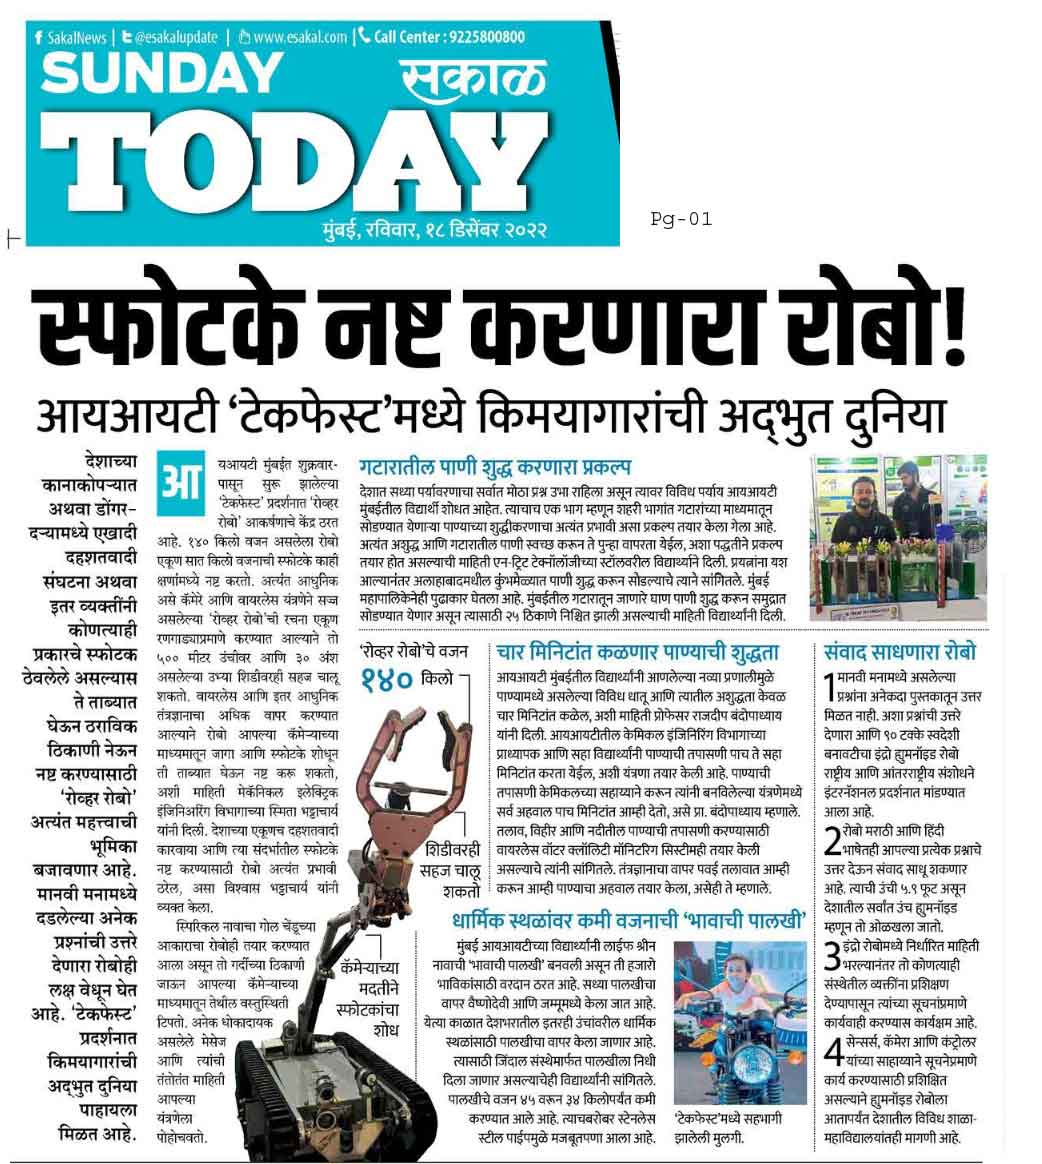 SakalNews | @esakalupdate | www.esakal.com | Call Center : 9225800800
SUNDAY सकाळ
TODAY
मुंबई, रविवार, १८ डिसेंबर २०२२
Pg-01
स्फोटके नष्ट करणारा रोबो!
आयआयटी ‘टेकफेस्ट’मध्ये किमयागारांची अद्‌भुत दुनिया
देशाच्या
कानाकोपऱ्यात
अथवा डोंगर-
दऱ्यामध्ये एखादी
दहशतवादी
संघटना अथवा
इतर व्यक्तींनी
कोणत्याही
प्रकारचे स्फोटक
ठेवलेले असल्यास
ते ताब्यात
घेऊन ठराविक
ठिकाणी नेऊन
नष्ट करण्यासाठी
‘रोव्हर रोबो’
अत्यंत महत्त्वाची
भूमिका
बजावणार आहे.
मानवी मनामध्ये
दडलेल्या अनेक
प्रश्नांची उत्तरे
देणारा रोबोही
लक्ष वेधून घेत
आहे. ‘टेकफेस्ट’
प्रदर्शनात
किमयागारांची
अद्‌भुत दुनिया
पाहायला
मिळत आहे.
आयआयटी मुंबईत शुक्रवार-
पासून सुरू झालेल्या
‘टेकफेस्ट’ प्रदर्शनात ‘रोव्हर
रोबो’ आकर्षणाचे केंद्र ठरत
आहे. १४० किलो वजन असलेला रोबो
एकूण सात किलो वजनाची स्फोटके काही
क्षणांमध्ये नष्ट करतो. अत्यंत आधुनिक
असे कॅमेरे आणि वायरलेस यंत्रणेने सज्ज
असलेल्या ‘रोव्हर रोबो’ची रचना एकूण
रणगाड्याप्रमाणे करण्यात आल्याने तो
५०० मीटर उंचीवर आणि ३० अंश
असलेल्या उभ्या शिडीवरही सहज चालू
शकतो. वायरलेस आणि इतर आधुनिक
तंत्रज्ञानाचा अधिक वापर करण्यात
आल्याने रोबो आपल्या कॅमेऱ्याच्या
माध्यमातून जागा आणि स्फोटके शोधून
ती ताब्यात घेऊन नष्ट करू शकतो,
अशी माहिती मेकॅनिकल इलेक्ट्रिक
इंजिनिअरिंग विभागाच्या स्मिता भट्टाचार्य
यांनी दिली. देशाच्या एकूणच दहशतवादी
कारवाया आणि त्या संदर्भातील स्फोटके
नष्ट करण्यासाठी रोबो अत्यंत प्रभावी
ठरेल, असा विश्वास भट्टाचार्य यांनी
व्यक्त केला.
स्पिरिकल नावाचा गोल चेंडूच्या
आकाराचा रोबोही तयार करण्यात
आला असून तो गर्दीच्या ठिकाणी
जाऊन आपल्या कॅमेऱ्याच्या
माध्यमातून तेथील वस्तुस्थिती
टिपतो. अनेक धोकादायक
असलेले मेसेज
आणि त्यांची
तंतोतंत माहिती
आपल्या
यंत्रणेला
पोहोचवतो.
गटारातील पाणी शुद्ध करणारा प्रकल्प
देशात सध्या पर्यावरणाचा सर्वात मोठा प्रश्न उभा राहिला असून त्यावर विविध पर्याय आयआयटी
मुंबईतील विद्यार्थी शोधत आहेत. त्याचाच एक भाग म्हणून शहरी भागांत गटारांच्या माध्यमातून
सोडण्यात येणाऱ्या पाण्याच्या शुद्धीकरणाचा अत्यंत प्रभावी असा प्रकल्प तयार केला गेला आहे.
अत्यंत अशुद्ध आणि गटारातील पाणी स्वच्छ करून ते पुन्हा वापरता येईल, अशा पद्धतीने प्रकल्प
तयार होत असल्याची माहिती एन-ट्रिट टेक्नॉलॉजीच्या स्टॉलवरील विद्यार्थ्याने दिली. प्रयत्नांना यश
आल्यानंतर अलाहाबादमधील कुंभमेळ्यात पाणी शुद्ध करून सोडल्याचे त्याने सांगितले. मुंबई
महापालिकेनेही पुढाकार घेतला आहे. मुंबईतील गटारातून जाणारे घाण पाणी शुद्ध करून समुद्रात
सोडण्यात येणार असून त्यासाठी २५ ठिकाणे निश्चित झाली असल्याची माहिती विद्यार्थ्यांनी दिली.
‘रोव्हर रोबो’चे वजन
१४० किलो
शिडीवरही
सहज चालू
शकतो
कॅमेऱ्याच्या
मदतीने
स्फोटकांचा
शोध
चार मिनिटांत कळणार पाण्याची शुद्धता
आयआयटी मुंबईतील विद्यार्थ्यांनी आणलेल्या नव्या प्रणालीमुळे
पाण्यामध्ये असलेल्या विविध धातू आणि त्यातील अशुद्धता केवळ
चार मिनिटांत कळेल, अशी माहिती प्रोफेसर राजदीप बंदोपाध्याय
यांनी दिली. आयआयटीतील केमिकल इंजिनिरिंग विभागाच्या
प्राध्यापक आणि सहा विद्यार्थ्यांनी पाण्याची तपासणी पाच ते सहा
मिनिटांत करता येईल, अशी यंत्रणा तयार केली आहे. पाण्याची
तपासणी केमिकलच्या सहाय्याने करून त्यांनी बनविलेल्या यंत्रणेमध्ये
सर्व अहवाल पाच मिनिटांत आम्ही देतो, असे प्रा. बंदोपाध्याय म्हणाले.
तलाव, विहीर आणि नदीतील पाण्याची तपासणी करण्यासाठी
वायरलेस वॉटर क्लॉलिटी मॉनिटरिंग सिस्टीमही तयार केली
असल्याचे त्यांनी सांगितले. तंत्रज्ञानाचा वापर पवई तलावात आम्ही
करून आम्ही पाण्याचा अहवाल तयार केला, असेही ते म्हणाले.
धार्मिक स्थळांवर कमी वजनाची ‘भावाची पालखी’
मुंबई आयआयटीच्या विद्यार्थ्यांनी लाईफ श्रीन
नावाची ‘भावाची पालखी’ बनवली असून ती हजारो
भाविकांसाठी वरदान ठरत आहे. सध्या पालखीचा
वापर वैष्णोदेवी आणि जम्मूमध्ये केला जात आहे.
येत्या काळात देशभरातील इतरही उंचांवरील धार्मिक
स्थळांसाठी पालखीचा वापर केला जाणार आहे.
त्यासाठी जिंदाल संस्थेमार्फत पालखीला निधी
दिला जाणार असल्याचेही विद्यार्थ्यांनी सांगितले.
पालखीचे वजन ४५ वरून ३४ किलोपर्यंत कमी
करण्यात आले आहे. त्याचबरोबर स्टेनलेस
स्टील पाईपमुळे मजबूतपणा आला आहे.
‘टेकफेस्ट’मध्ये सहभागी
झालेली मुलगी.
संवाद साधणारा रोबो
1 मानवी मनामध्ये असलेल्या
प्रश्नांना अनेकदा पुस्तकातून उत्तर
मिळत नाही. अशा प्रश्नांची उत्तरे
देणारा आणि ९० टक्के स्वदेशी
बनावटीचा इंद्रो ह्युमनॉइड रोबो
राष्ट्रीय आणि आंतरराष्ट्रीय संशोधने
इंटरनॅशनल प्रदर्शनात मांडण्यात
आला आहे.
2 रोबो मराठी आणि हिंदी
भाषेतही आपल्या प्रत्येक प्रश्नाचे
उत्तर देऊन संवाद साधू शकणार
आहे. त्याची उंची ५.९ फूट असून
देशातील सर्वात उंच ह्युमनॉइड
म्हणून तो ओळखला जातो.
3 इंद्रो रोबोमध्ये निर्धारित माहिती
भरल्यानंतर तो कोणत्याही
संस्थेतील व्यक्तींना प्रशिक्षण
देण्यापासून त्यांच्या सूचनांप्रमाणे
कार्यवाही करण्यास कार्यक्षम आहे.
4 सेन्सर्स, कॅमेरा आणि कंट्रोलर
यांच्या साहाय्याने सूचनेप्रमाणे
कार्य करण्यासाठी प्रशिक्षित
असल्याने ह्युमनॉइड रोबोला
आतापर्यंत देशातील विविध शाळा-
महाविद्यालयांतही मागणी आहे.